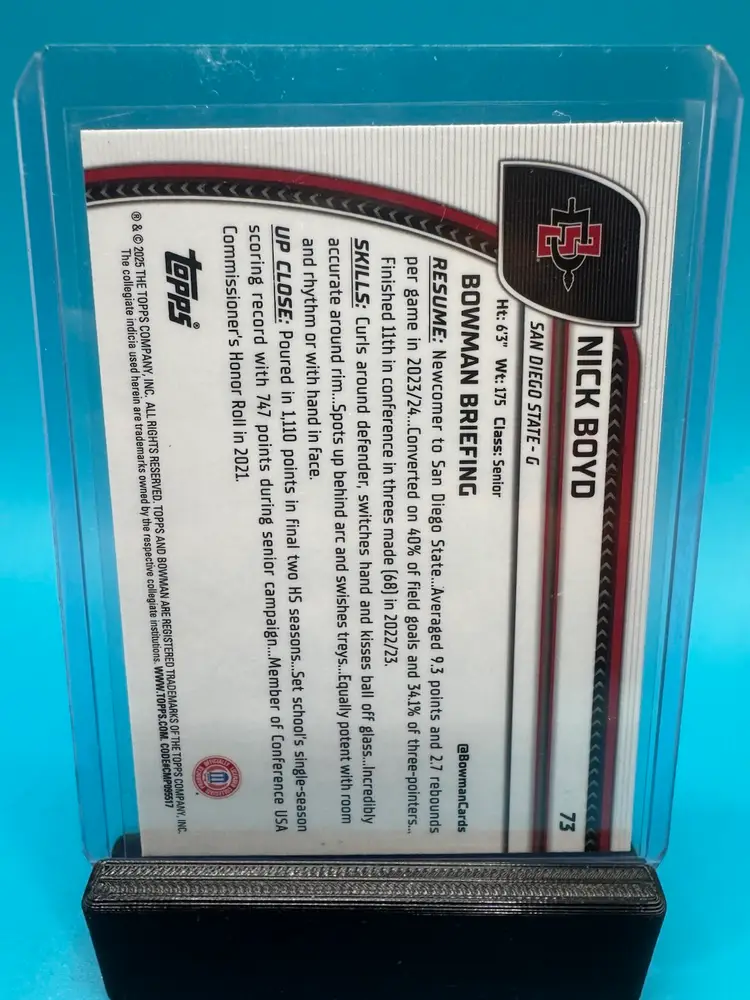 NICK BOYD
73
SAN DIEGO STATE - G
Ht: 6'3" Wt: 175 Class: Senior
BOWMAN BRIEFING
@BowmanCards
RESUME: Newcomer to San Diego State...Averaged 9.3 points and 2.7 rebounds
per game in 2023/24...Converted on 40% of field goals and 34.1% of three-pointers...
Finished 11th in conference in threes made (68) in 2022/23.
SKILLS: Curls around defender, switches hand and kisses ball off glass...Incredibly
accurate around rim...Spots up behind arc and swishes treys...Equally potent with room
and rhythm or with hand in face.
UP CLOSE: Poured in 1,110 points in final two HS seasons...Set school's single-season
scoring record with 747 points during senior campaign...Member of Conference USA
Commissioner's Honor Roll in 2021.
topps®
® & © 2025 THE TOPPS COMPANY, INC. ALL RIGHTS RESERVED. TOPPS AND BOWMAN ARE REGISTERED TRADEMARKS OF THE TOPPS COMPANY, INC.
The collegiate indicia used herein are trademarks owned by the respective collegiate institutions. WWW.TOPPS.COM. CODE#CMP095517